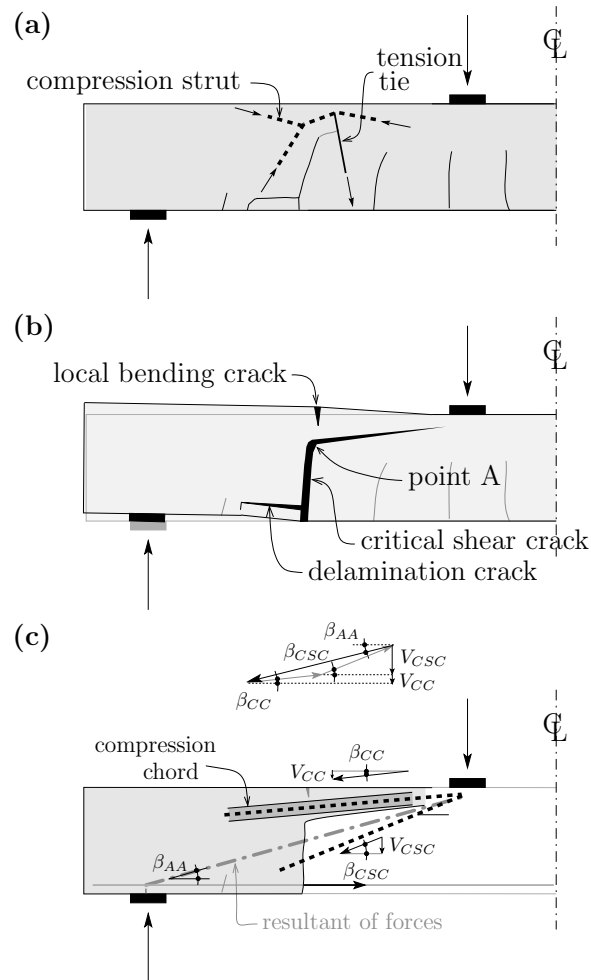 (a)
℄
tension
tie
compression strut
(b)
℄
local bending crack
point A
critical shear crack
delamination crack
(c)
β_AA
β_CSC
V_CSC
V_CC
β_CC
℄
compression
chord
β_CC
V_CC
V_CSC
β_AA
β_CSC
resultant of forces